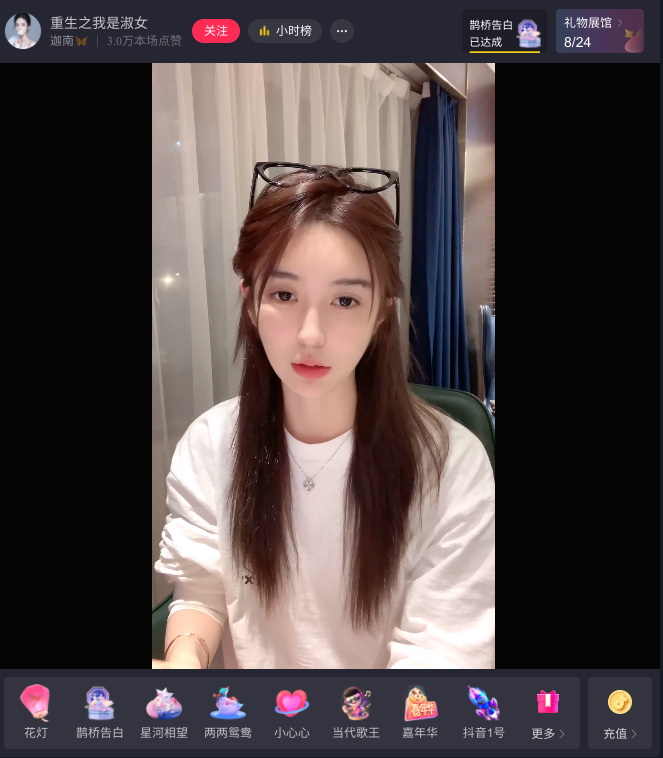 重生之我是淑女
迦南 3.0万本场点赞
关注
小时榜
鹊桥告白
已达成
礼物展馆
8/24
花灯
鹊桥告白
星河相望
两两鸳鸯
小心心
当代歌王
嘉年华
嘉年华
抖音1号
更多
充值